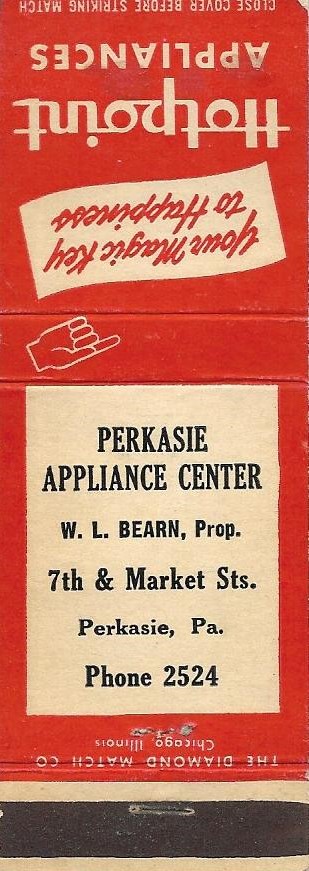 CLOSE COVER BEFORE STRIKING MATCH
Hotpoint
APPLIANCES
Your Magic Key
to Happiness
PERKASIE
APPLIANCE CENTER
W. L. BEARN, Prop.
7th & Market Sts.
Perkasie, Pa.
Phone 2524
THE DIAMOND MATCH CO.
Chicago, Illinois